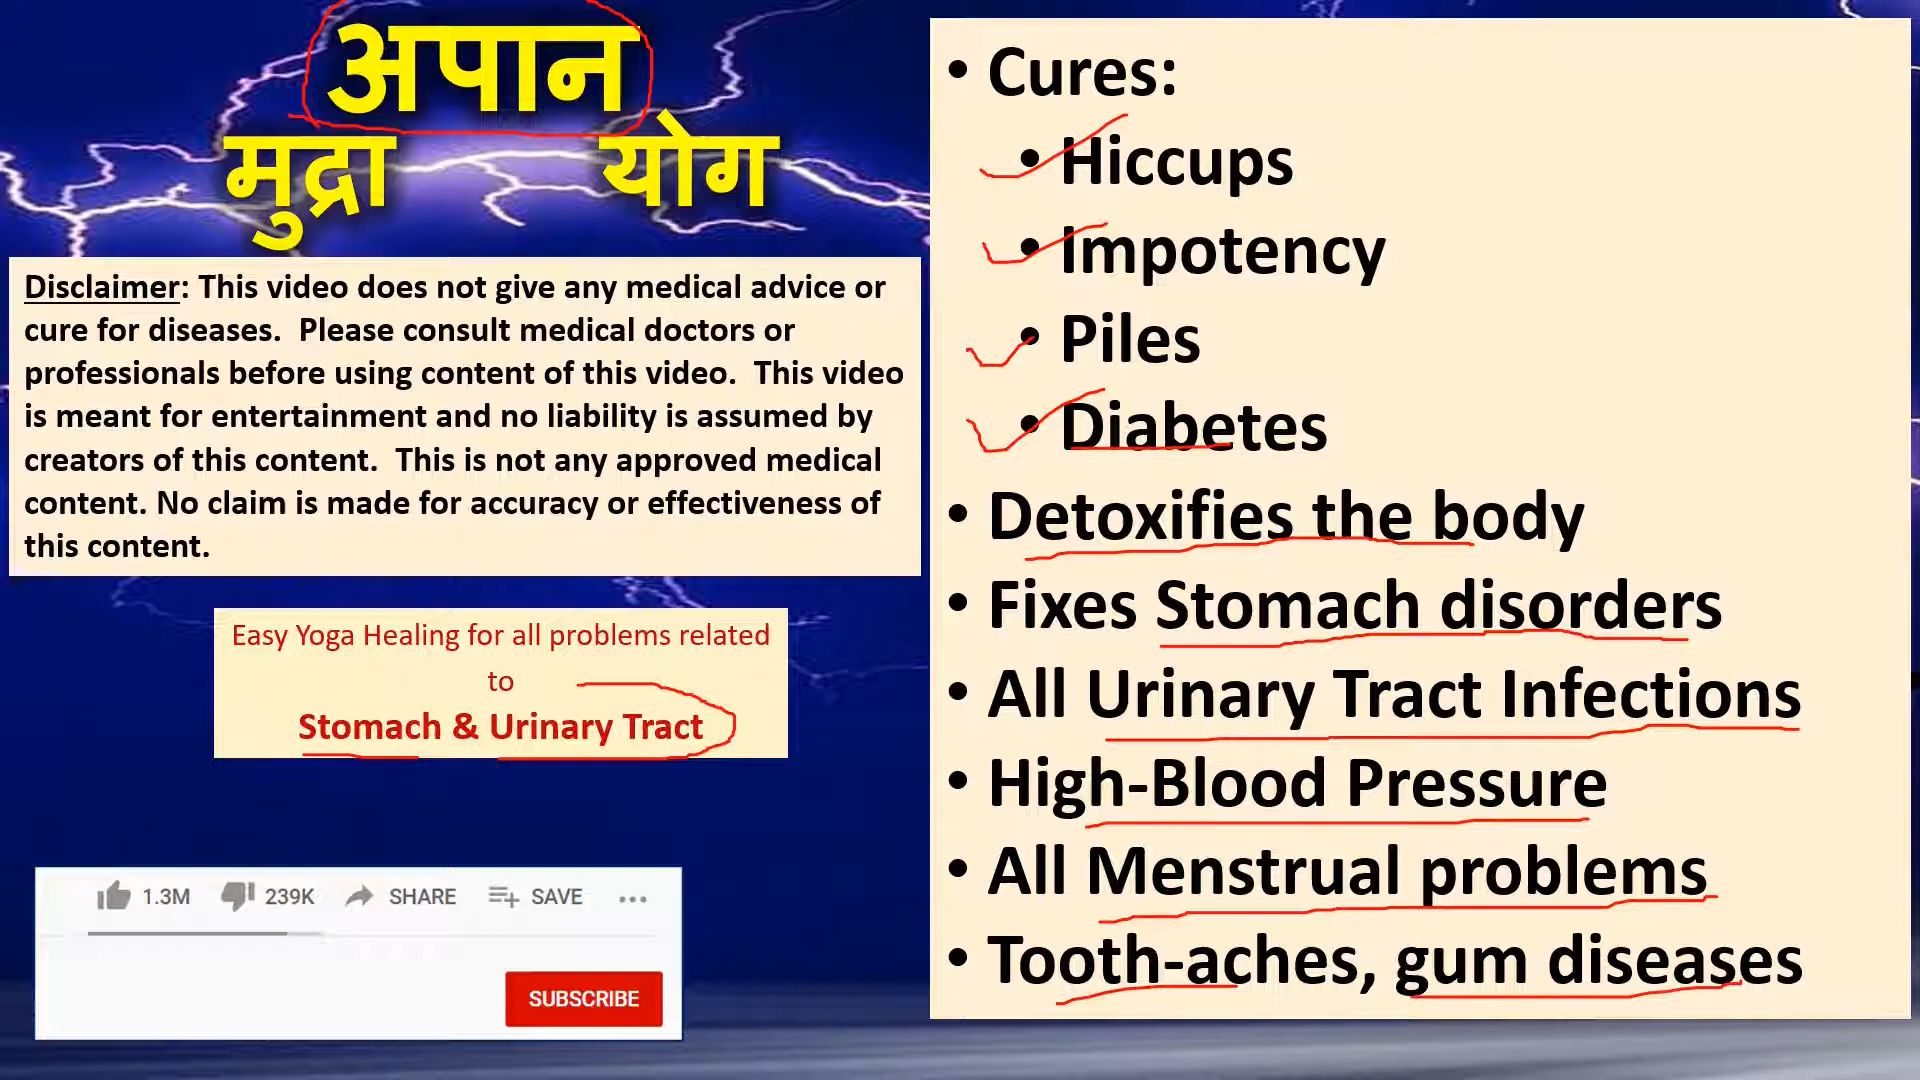 अपान
मुद्रा योग
Disclaimer: This video does not give any medical advice or
cure for diseases. Please consult medical doctors or
professionals before using content of this video. This video
is meant for entertainment and no liability is assumed by
creators of this content. This is not any approved medical
content. No claim is made for accuracy or effectiveness of
this content.
Easy Yoga Healing for all problems related
to
Stomach & Urinary Tract
1.3M 239K SHARE SAVE
SUBSCRIBE
• Cures:
• Hiccups
• Impotency
• Piles
• Diabetes
• Detoxifies the body
• Fixes Stomach disorders
• All Urinary Tract Infections
• High-Blood Pressure
• All Menstrual problems
• Tooth-aches, gum diseases